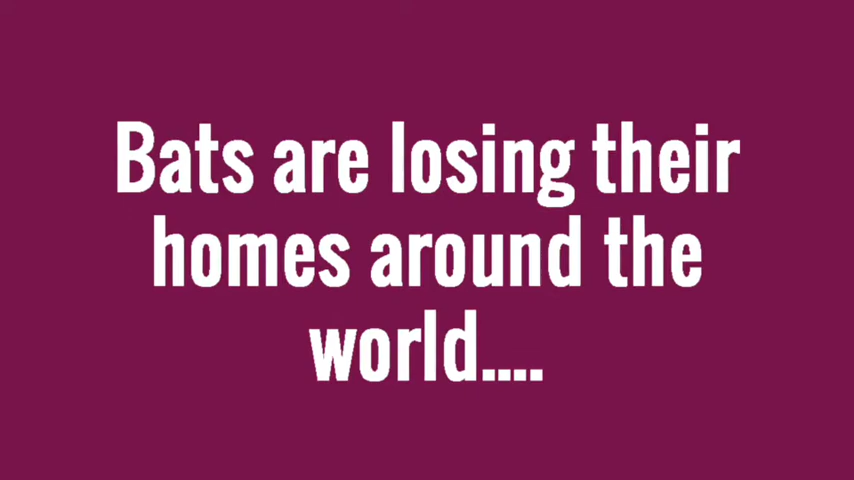 Bats are losing their
homes around the
world....